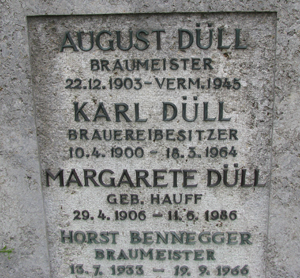 AUGUST DÜLL
BRAUMEISTER
22.12.1903–VERM.1945
KARL DÜLL
BRAUEREIBESITZER
10.4.1900 – 18.3.1964
MARGARETE DÜLL
GEB. HAUFF
29.4.1906 – 11.6.1986
HORST BENNEGGER
BRAUMEISTER
13.7.1933 – 19.9.1966